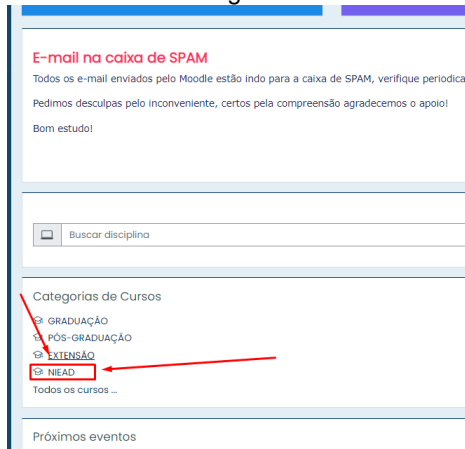 E-mail na caixa de SPAM
Todos os e-mail enviados pelo Moodle estão indo para a caixa de SPAM, verifique
Pedimos desculpas pelo inconveniente, certos pela compreensão agradecemos o apoio!
Bom estudo!
Buscar disciplina
Categorias de Cursos
GRADUAÇÃO
PÓS-GRADUAÇÃO
EXTENSÃO
NIEAD
Todos os cursos ...
Próximos eventos